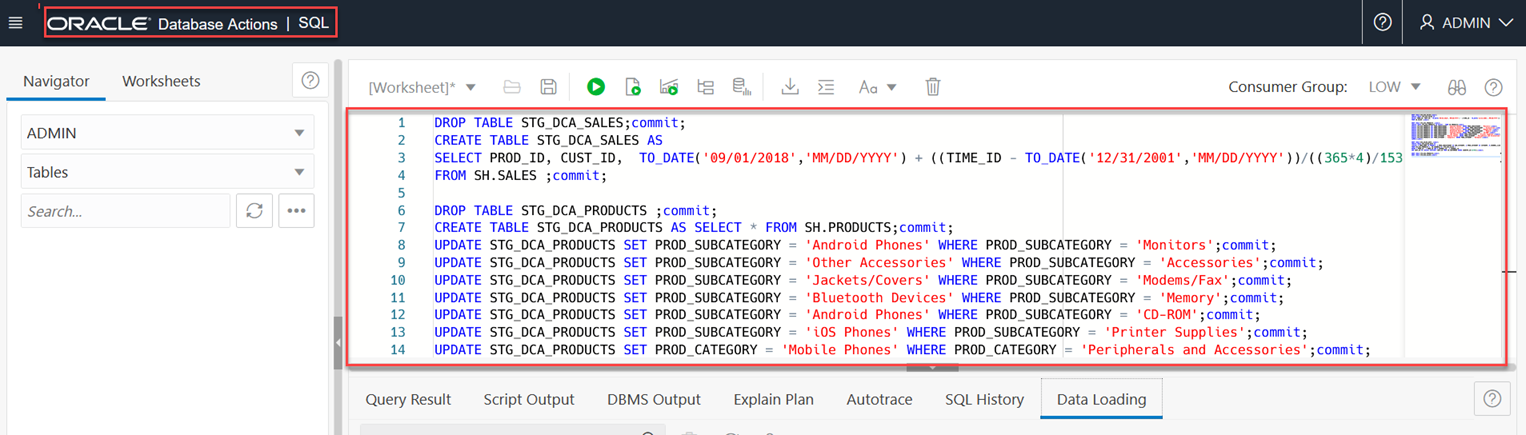 ORACLE Database Actions | SQL
ADMIN
Navigator Worksheets
[Worksheet]* Aa Consumer Group: LOW
ADMIN
Tables
Search...
1 DROP TABLE STG_DCA_SALES;commit;
2 CREATE TABLE STG_DCA_SALES AS
3 SELECT PROD_ID, CUST_ID,  TO_DATE('09/01/2018','MM/DD/YYYY') + ((TIME_ID - TO_DATE('12/31/2001','MM/DD/YYYY'))/((365*4)/153
4 FROM SH.SALES ;commit;
5
6 DROP TABLE STG_DCA_PRODUCTS ;commit;
7 CREATE TABLE STG_DCA_PRODUCTS AS SELECT * FROM SH.PRODUCTS;commit;
8 UPDATE STG_DCA_PRODUCTS SET PROD_SUBCATEGORY = 'Android Phones' WHERE PROD_SUBCATEGORY = 'Monitors';commit;
9 UPDATE STG_DCA_PRODUCTS SET PROD_SUBCATEGORY = 'Other Accessories' WHERE PROD_SUBCATEGORY = 'Accessories';commit;
10 UPDATE STG_DCA_PRODUCTS SET PROD_SUBCATEGORY = 'Jackets/Covers' WHERE PROD_SUBCATEGORY = 'Modems/Fax';commit;
11 UPDATE STG_DCA_PRODUCTS SET PROD_SUBCATEGORY = 'Bluetooth Devices' WHERE PROD_SUBCATEGORY = 'Memory';commit;
12 UPDATE STG_DCA_PRODUCTS SET PROD_SUBCATEGORY = 'Android Phones' WHERE PROD_SUBCATEGORY = 'CD-ROM';commit;
13 UPDATE STG_DCA_PRODUCTS SET PROD_SUBCATEGORY = 'iOS Phones' WHERE PROD_SUBCATEGORY = 'Printer Supplies';commit;
14 UPDATE STG_DCA_PRODUCTS SET PROD_CATEGORY = 'Mobile Phones' WHERE PROD_CATEGORY = 'Peripherals and Accessories';commit;
Query Result Script Output DBMS Output Explain Plan Autotrace SQL History Data Loading